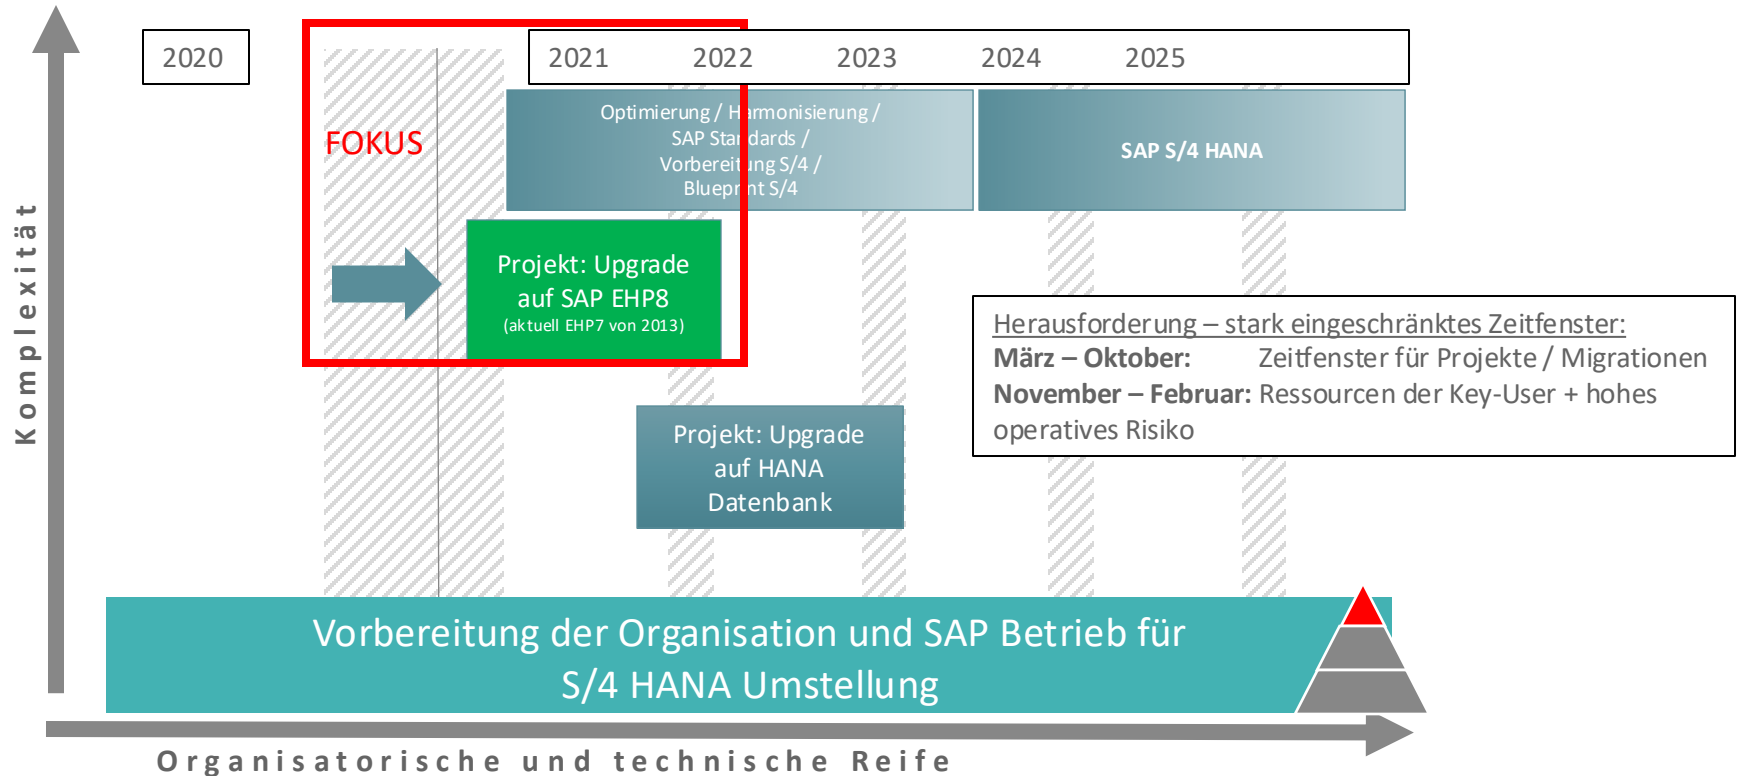 2020
2021 2022 2023 2024 2025
FOKUS
Optimierung / Harmonisierung /
SAP Standards /
Vorbereitung S/4 /
Blueprint S/4
SAP S/4 HANA
Projekt: Upgrade
auf SAP EHP8
(aktuell EHP7 von 2013)
Herausforderung – stark eingeschränktes Zeitfenster:
März – Oktober: Zeitfenster für Projekte / Migrationen
November – Februar: Ressourcen der Key-User + hohes
operatives Risiko
Projekt: Upgrade
auf HANA
Datenbank
Komplexität
Vorbereitung der Organisation und SAP Betrieb für
S/4 HANA Umstellung
Organisatorische und technische Reife